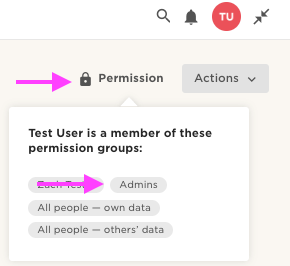 TU
Permission
Actions
Test User is a member of these
permission groups:
Admins
All people — own data
All people — others' data